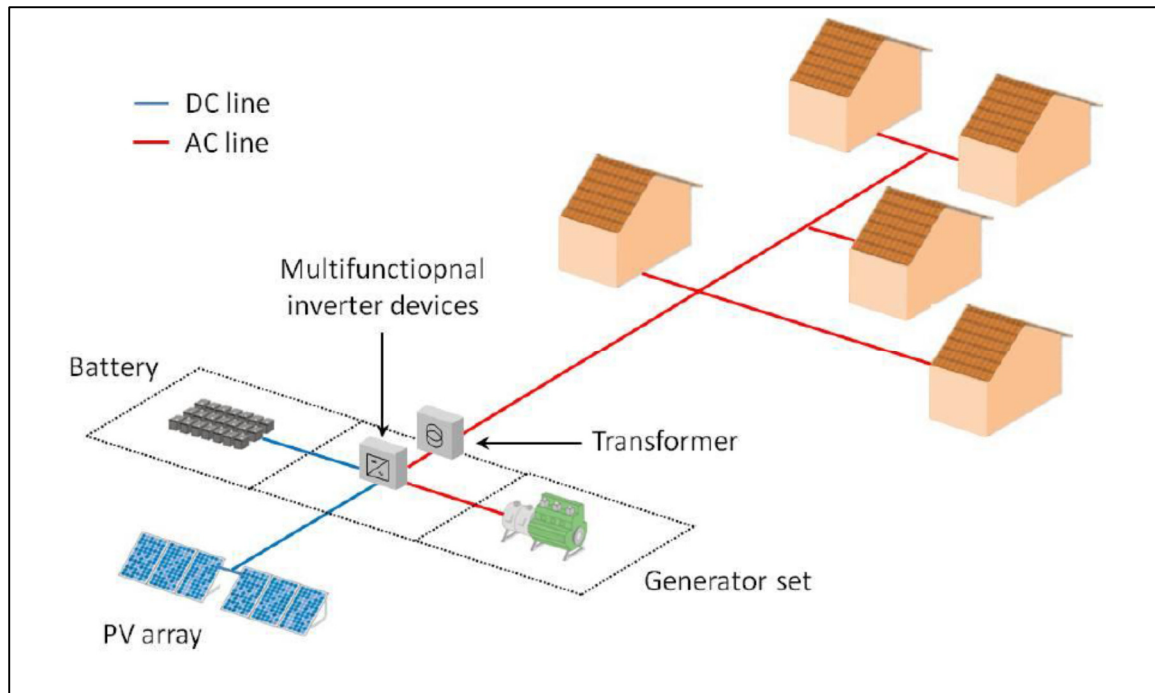 DC line
AC line
Multifunctiopnal
inverter devices
Battery
Transformer
Generator set
PV array